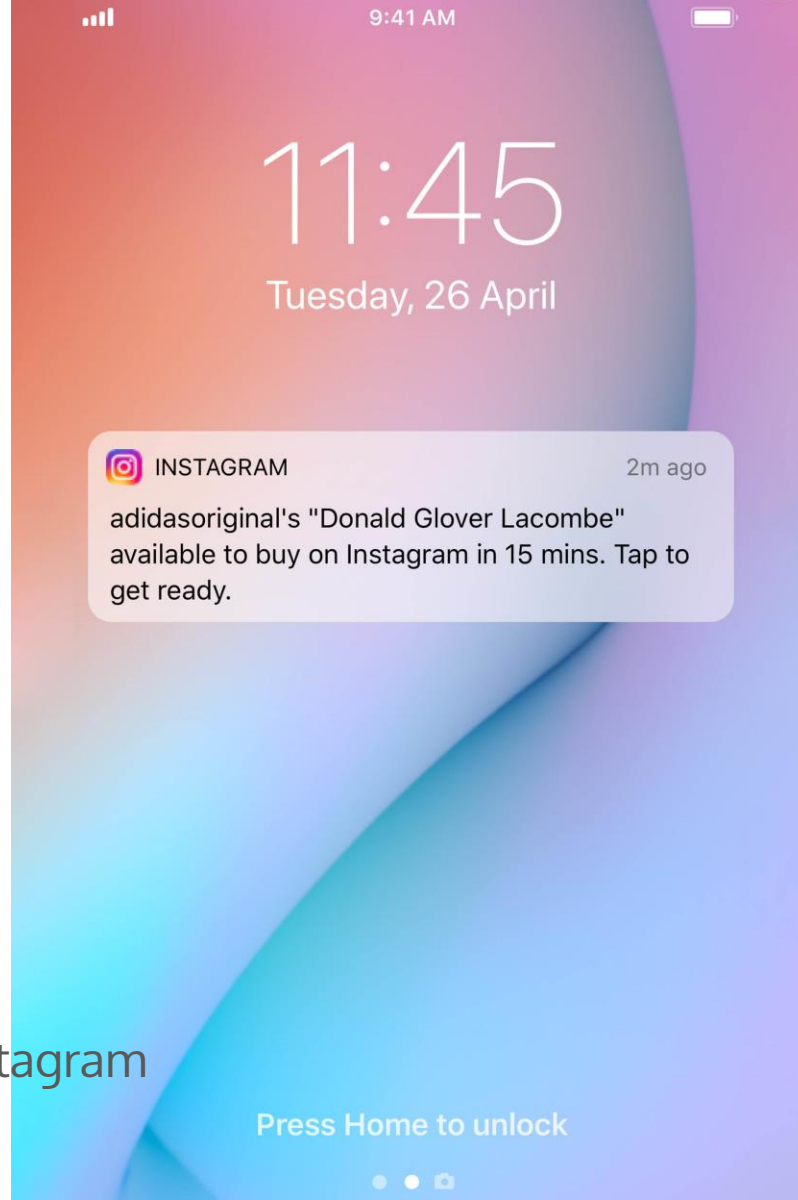 9:41 AM
11:45
Tuesday, 26 April
INSTAGRAM 2m ago
adidasoriginal's "Donald Glover Lacombe"
available to buy on Instagram in 15 mins. Tap to
get ready.
tagram
Press Home to unlock